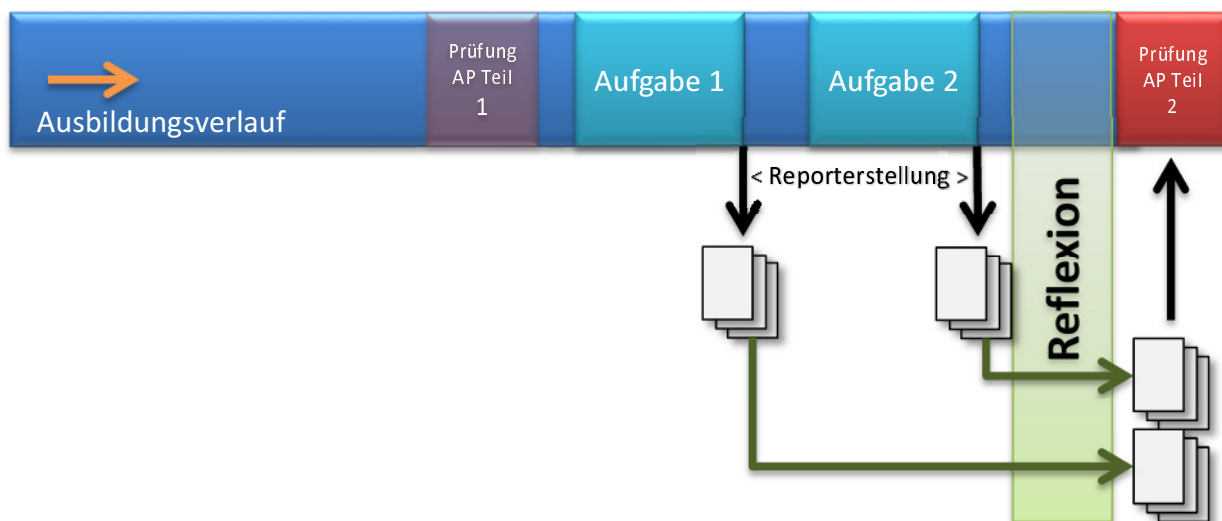 Ausbildungsverlauf
Prüfung
AP Teil
1
Aufgabe 1
Aufgabe 2
Prüfung
AP Teil
2
< Reporterstellung >
Reflexion